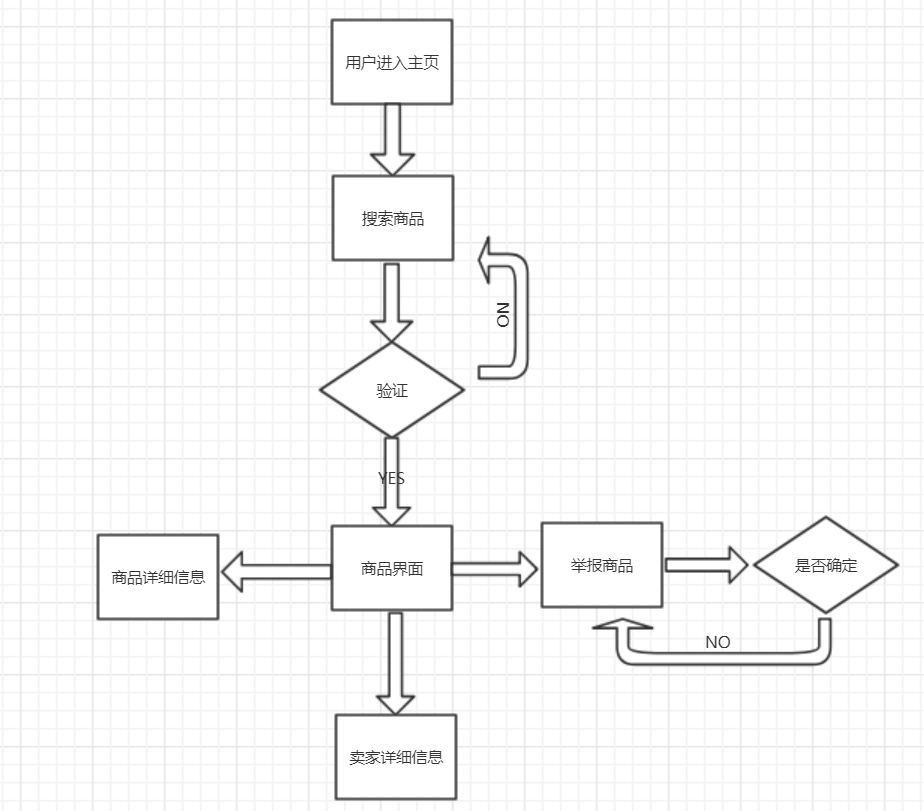 用户进入主页
搜索商品
NO
验证
YES
商品详细信息
商品界面
举报商品
是否确定
NO
卖家详细信息